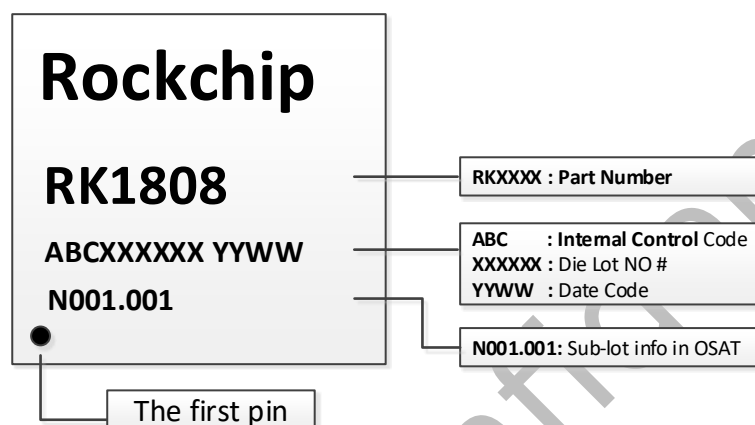 Rockchip
RK1808
ABCXXXXXX YYWW
N001.001
The first pin
RKXXXX : Part Number
ABC : Internal Control Code
XXXXXX : Die Lot NO #
YYWW : Date Code
N001.001: Sub-lot info in OSAT